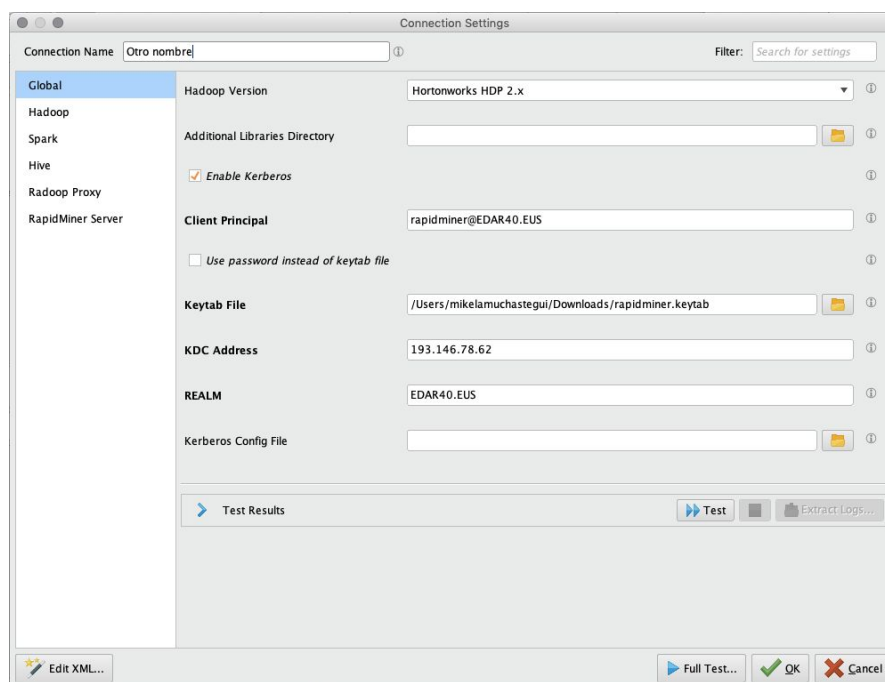 Connection Settings
Connection Name Otro nombre Filter: Search for settings
Global
Hadoop
Spark
Hive
Radoop Proxy
RapidMiner Server
Hadoop Version Hortonworks HDP 2.x
Additional Libraries Directory
Enable Kerberos
Client Principal rapidminer@EDAR40.EUS
Use password instead of keytab file
Keytab File /Users/mikelamuchastegui/Downloads/rapidminer.keytab
KDC Address 193.146.78.62
REALM EDAR40.EUS
Kerberos Config File
Test Results Test Extract Logs...
Edit XML... Full Test... OK Cancel